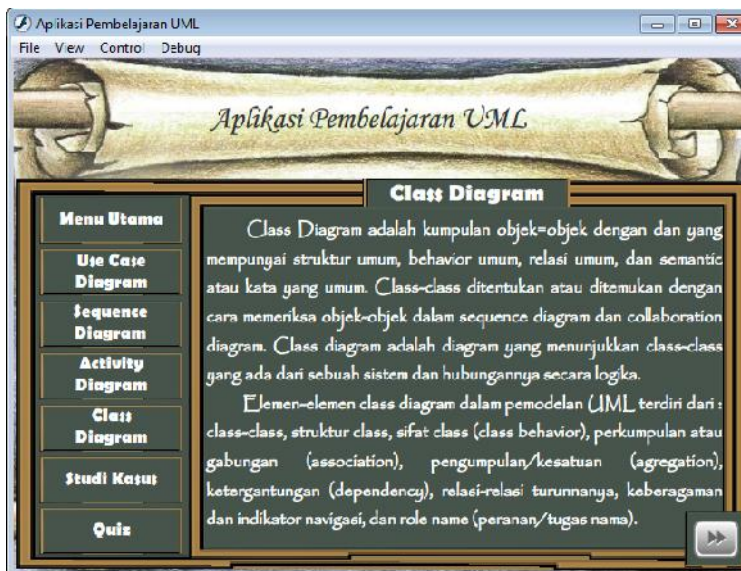 Aplikasi Pembelajaran UML
File View Control Debug
Aplikasi Pembelajaran UML
Class Diagram
Menu Utama
Use Case
Diagram
Sequence
Diagram
Activity
Diagram
Class
Diagram
Studi Kasus
Quiz
Class Diagram adalah kumpulan objek=objek dengan dan yang
mempungai struktur umum, behavior umum, relasi umum, dan semantic
atau kata yang umum. Class-class ditentukan atau ditemukan dengan
cara memeriksa objek-objek dalam sequence diagram dan collaboration
diagram. Class diagram adalah diagram yang menunjukkan class-class
yang ada dari sebuah sistem dan hubungannya secara logika.
Elemen-elemen class diagram dalam pemodelan UML terdiri dari :
class-class, struktur class, sifat class (class behavior), perkumpulan atau
gabungan (association), pengumpulan/kesatuan (agregation),
ketergantungan (dependency), relasi-relasi turunnanya, keberagaman
dan indikator navigasi, dan role name (peranan/tugas nama).